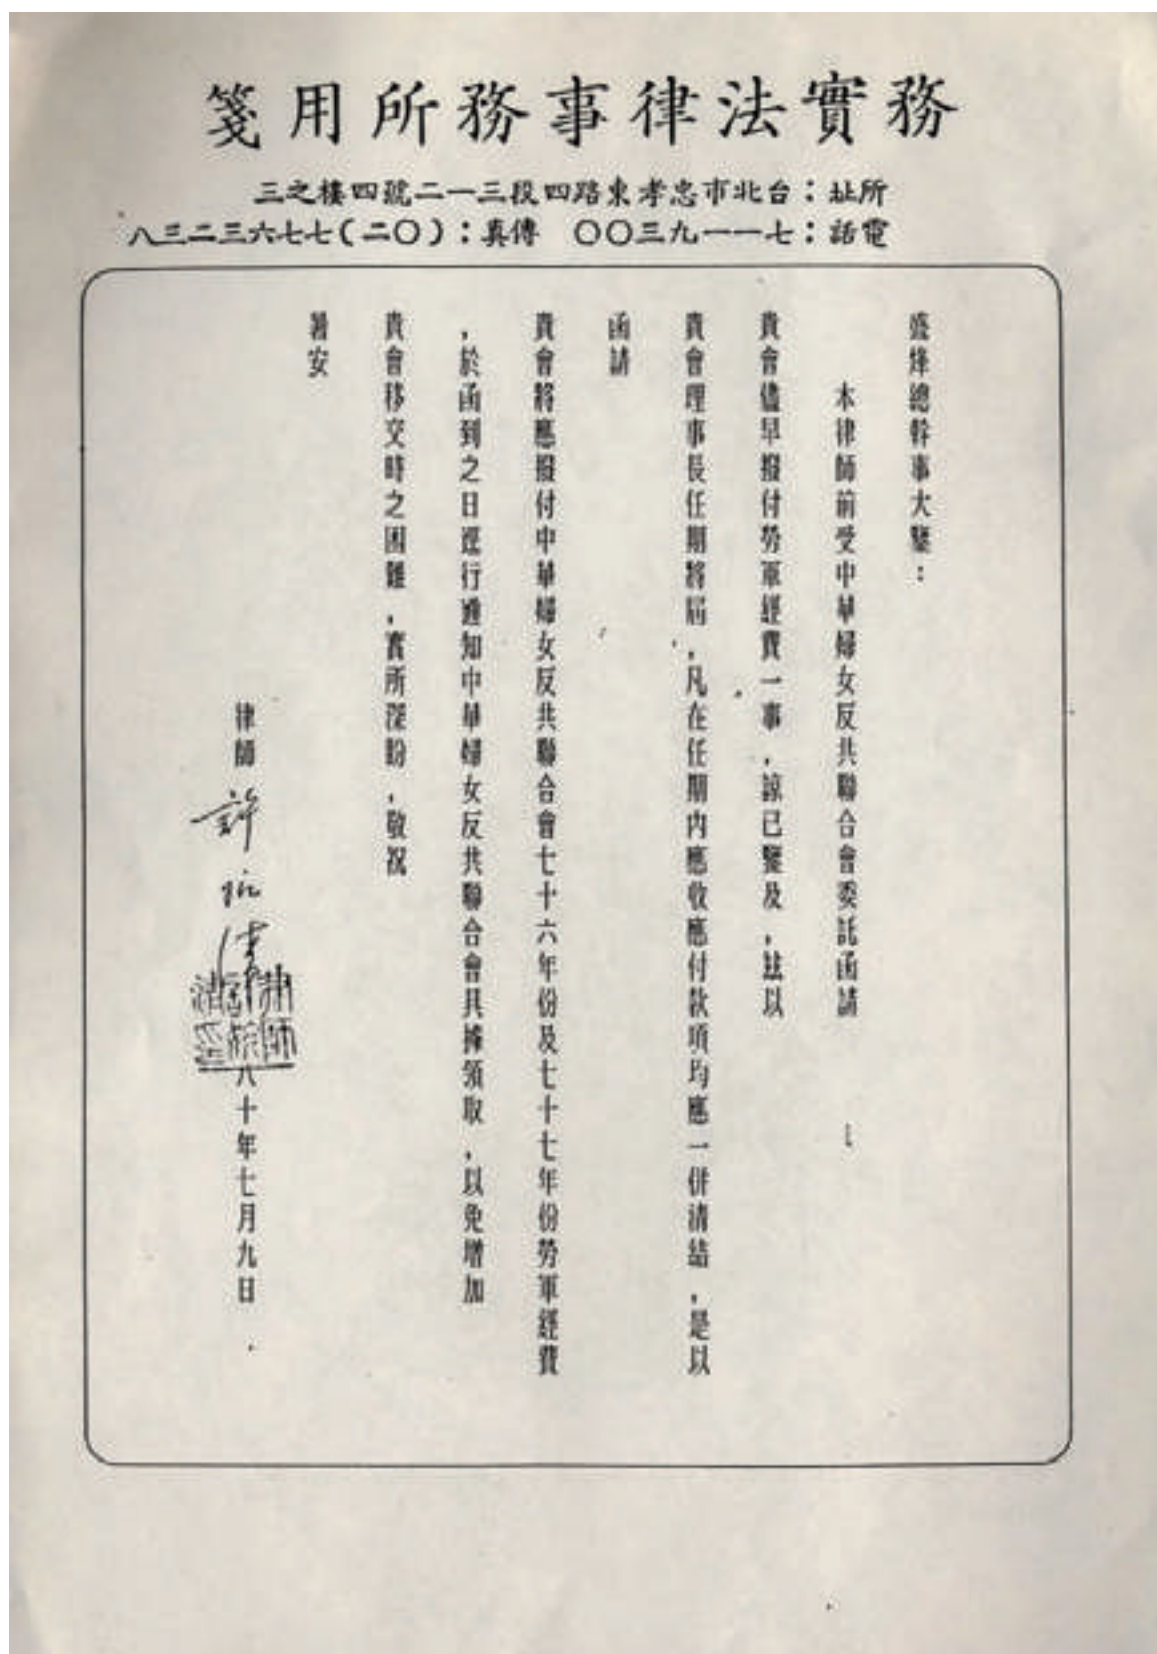 務實法律事務所用箋
所址：台北市忠孝東路四段三一二號四樓之三
電話：七一一一九三〇〇 傳真：（〇二）七七六三二三八
盛烽總幹事大鑒：
本律師前受中華婦女反共聯合會委託函請
貴會儘早撥付勞軍經費一事，諒已鑒及，玆以
貴會理事長任期將屆，凡在任期內應收應付款項均應一併清結，是以
函請
貴會將應撥付中華婦女反共聯合會七十六年份及七十七年份勞軍經費
，於函到之日逕行通知中華婦女反共聯合會具據領取，以免增加
貴會移交時之困難，實所深盼，敬祝
暑安
律師 許
八十年七月九日